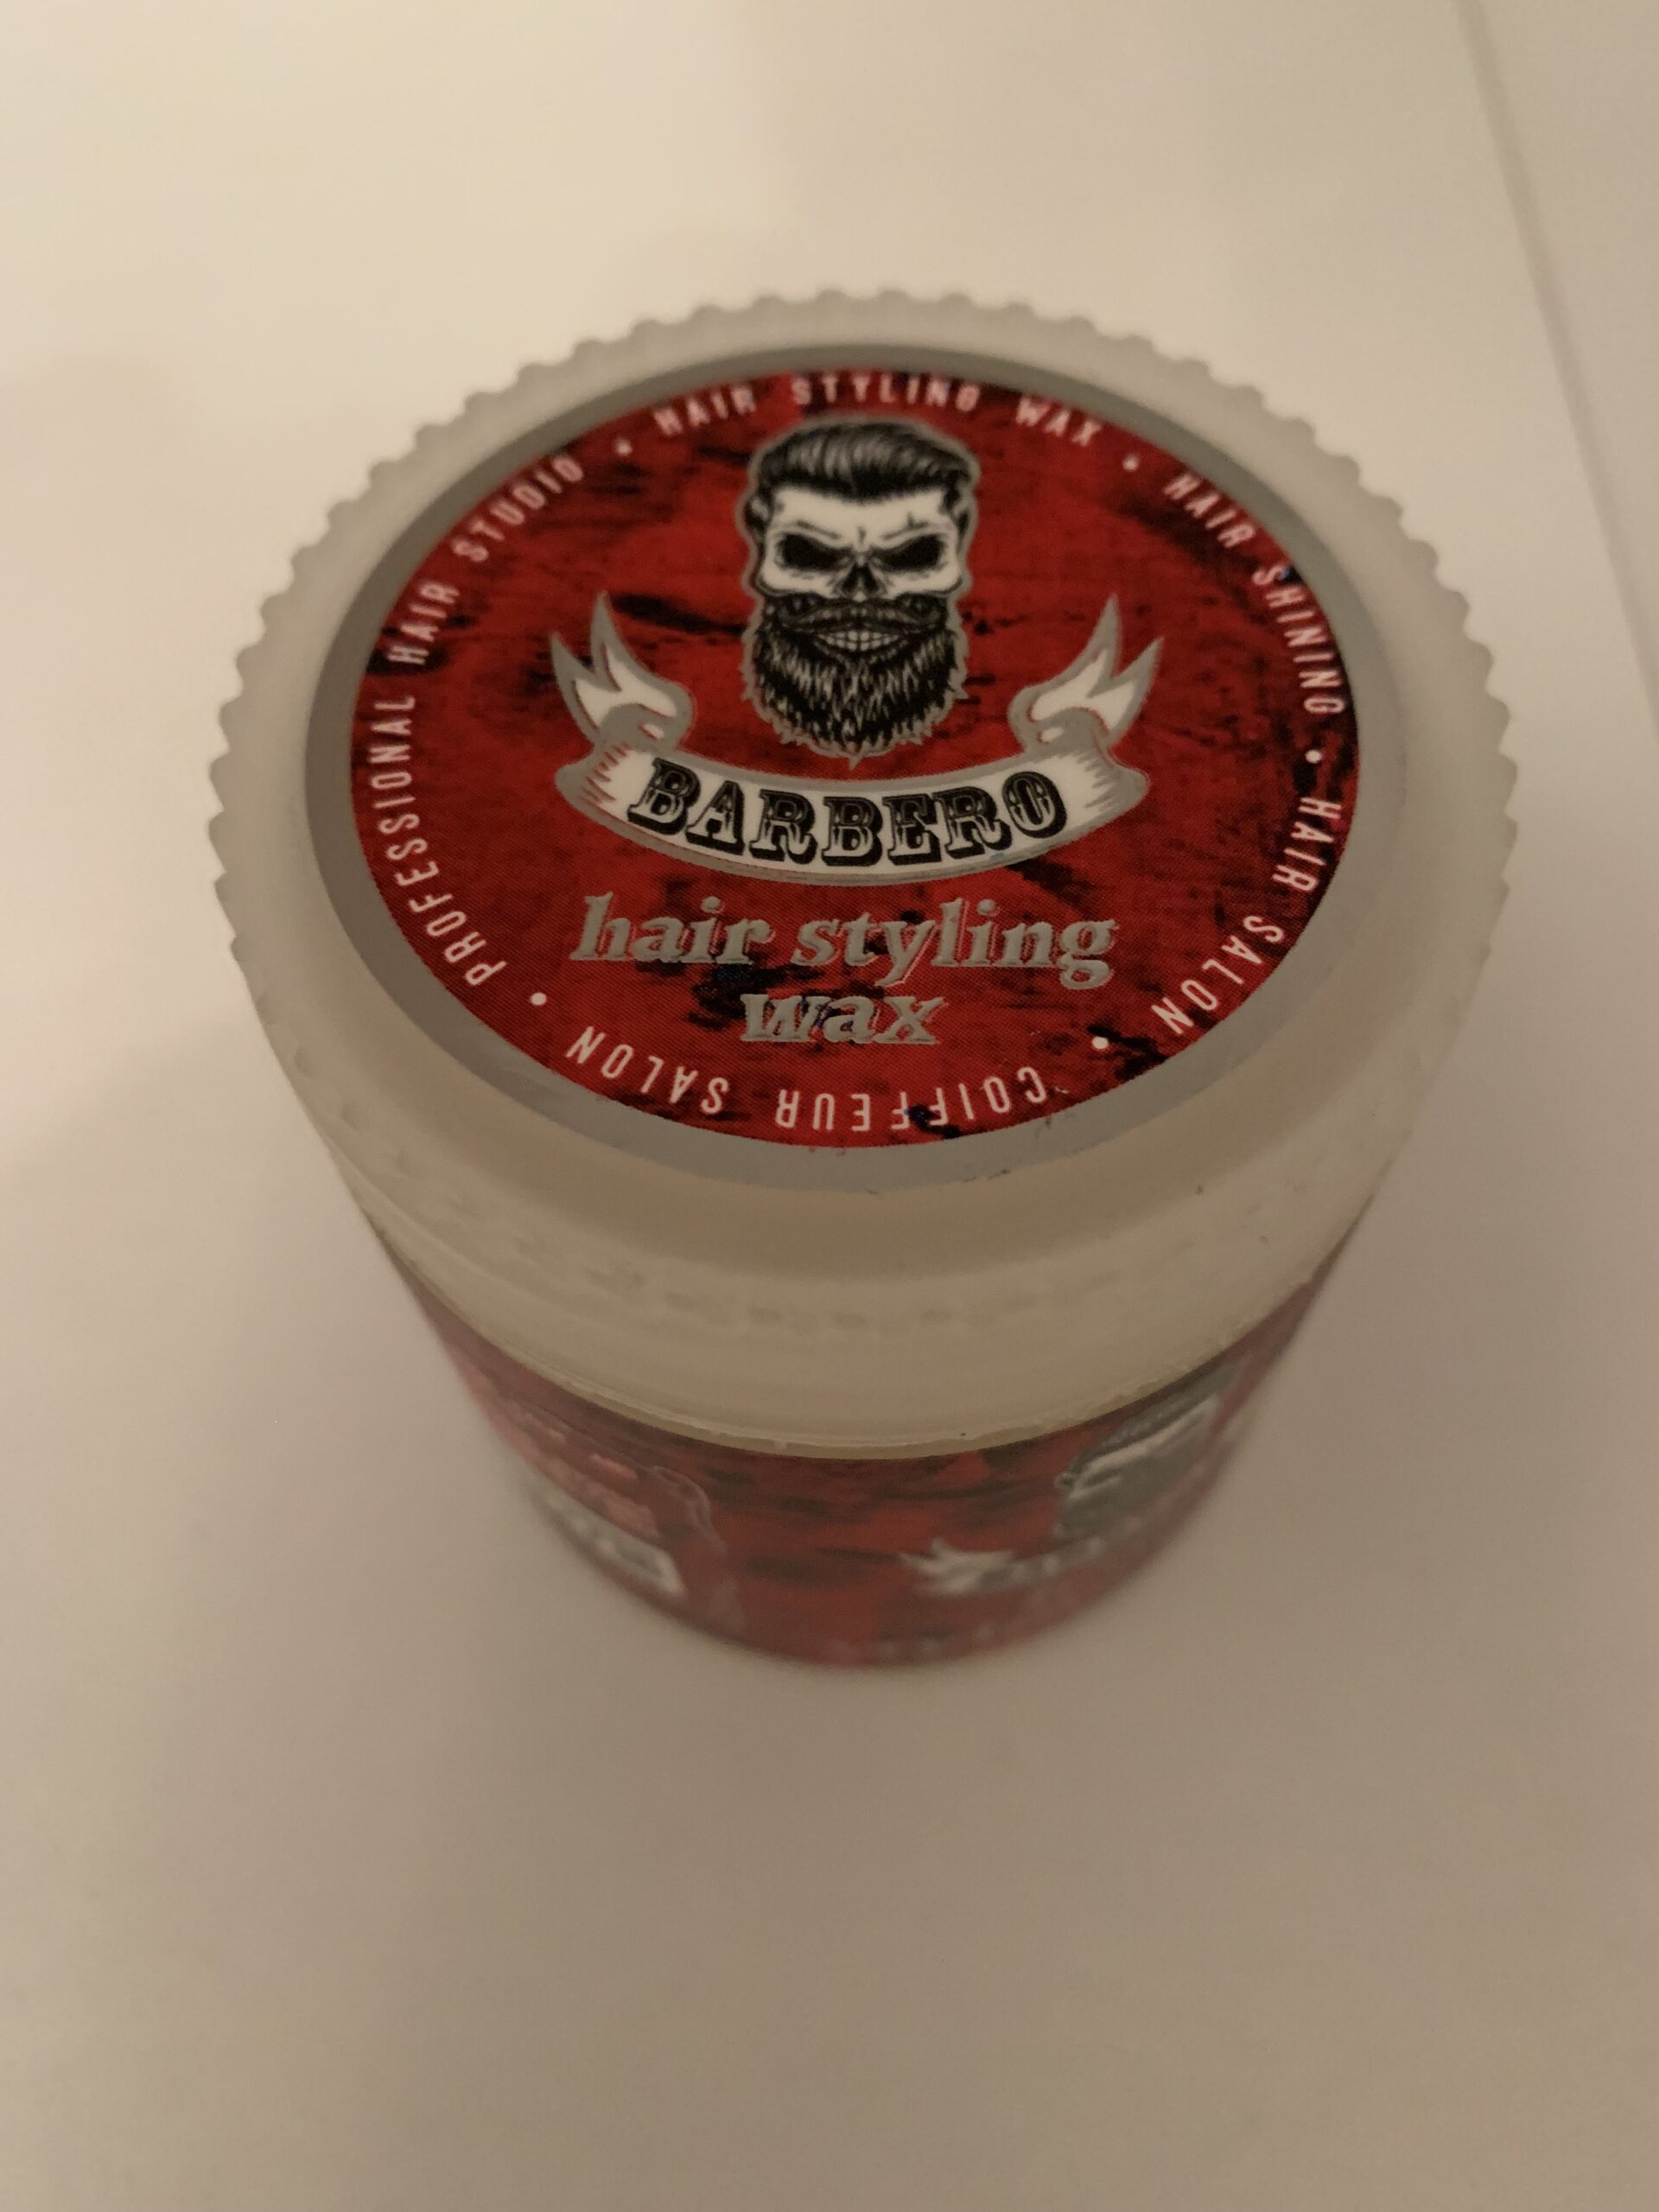 BARBERO
hair styling
wax
HAIR STYLING WAX • HAIR SHINING • HAIR SALON • COIFFEUR SALON • PROFESSIONAL HAIR STUDIO •